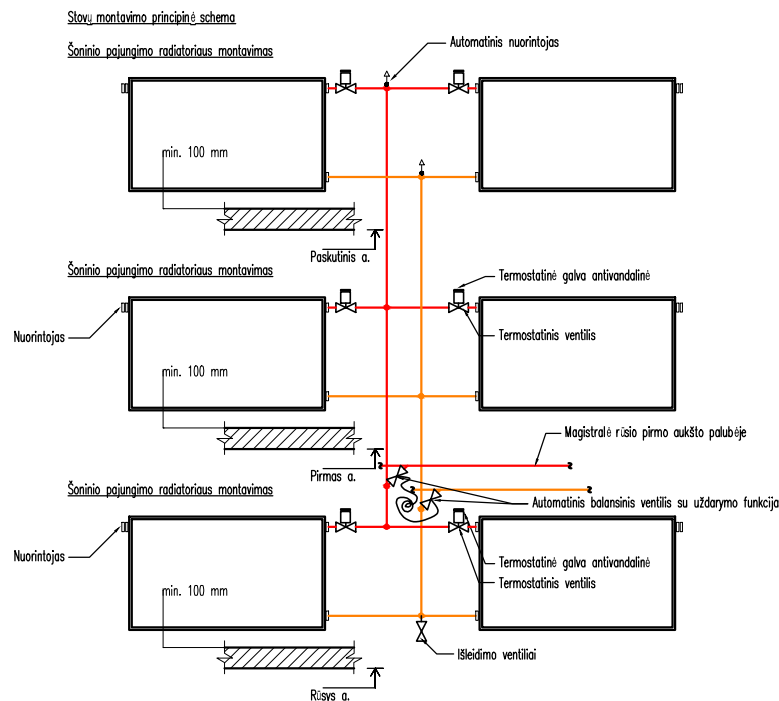 Stovų montavimo principinė schema
Šoninio pajungimo radiatoriaus montavimas
Automatinis nuorintojas
min. 100 mm
Paskutinis a.
Šoninio pajungimo radiatoriaus montavimas
Termostatinė galva antivandalinė
Nuorintojas
Termostatinis ventilis
min. 100 mm
Magistralė rūsio pirmo aukšto palubėje
Pirmas a.
Šoninio pajungimo radiatoriaus montavimas
Automatinis balansinis ventilis su uždarymo funkcija
Nuorintojas
Termostatinė galva antivandalinė
Termostatinis ventilis
min. 100 mm
Išleidimo ventiliai
Rūsys a.